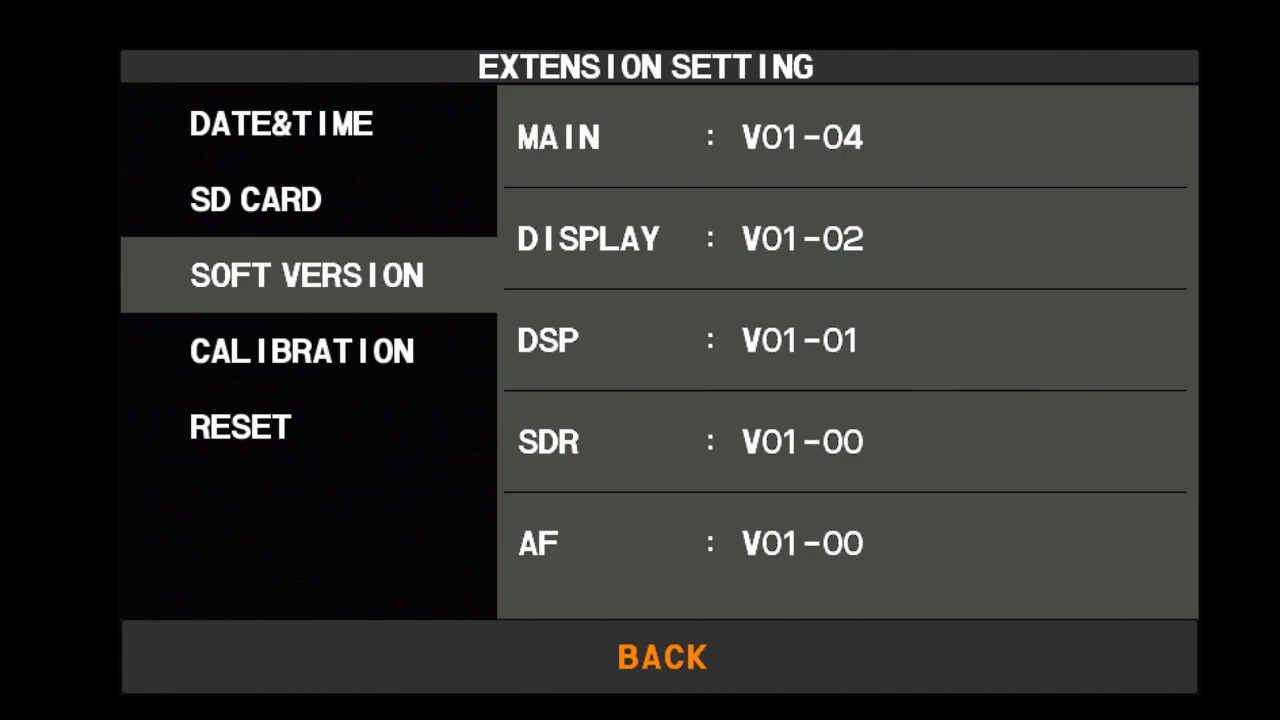 EXTENSION SETTING
DATE&TIME
SD CARD
SOFT VERSION
CALIBRATION
RESET
MAIN : V01-04
DISPLAY : V01-02
DSP : V01-01
SDR : V01-00
AF : V01-00
BACK